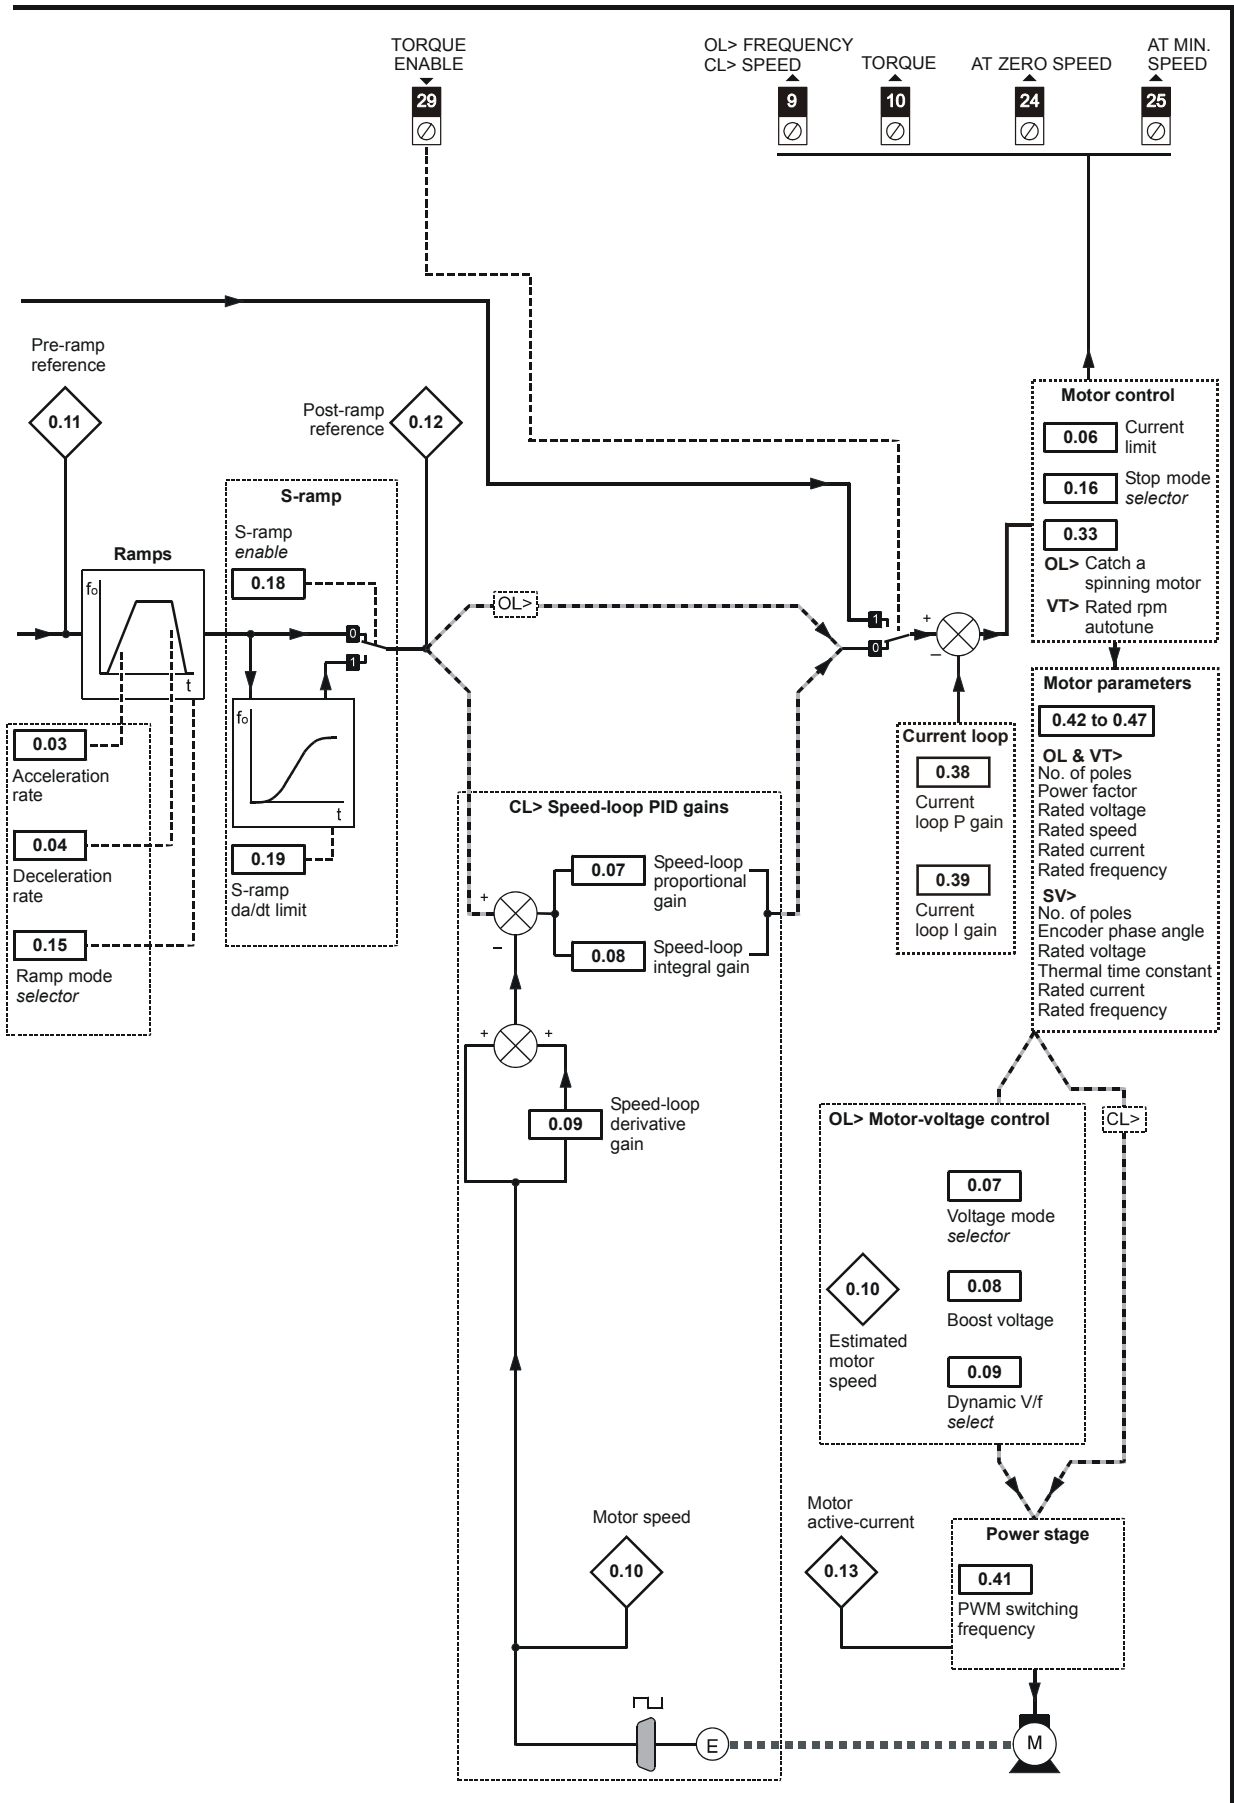 TORQUE
ENABLE
29
OL> FREQUENCY
CL> SPEED
9
TORQUE
10
AT ZERO SPEED
24
AT MIN.
SPEED
25
Pre-ramp
reference
0.11
Post-ramp
reference
0.12
Ramps
fo
t
0.03
Acceleration
rate
0.04
Deceleration
rate
0.15
Ramp mode
selector
S-ramp
S-ramp
enable
0.18
0
1
fo
t
0.19
S-ramp
da/dt limit
OL>
1
0
+
–
Motor control
0.06
Current
limit
0.16
Stop mode
selector
0.33
OL> Catch a
spinning motor
VT> Rated rpm
autotune
Current loop
0.38
Current
loop P gain
0.39
Current
loop I gain
Motor parameters
0.42 to 0.47
OL & VT>
No. of poles
Power factor
Rated voltage
Rated speed
Rated current
Rated frequency
SV>
No. of poles
Encoder phase angle
Rated voltage
Thermal time constant
Rated current
Rated frequency
CL> Speed-loop PID gains
+
–
0.07
Speed-loop
proportional
gain
0.08
Speed-loop
integral gain
+
+
0.09
Speed-loop
derivative
gain
OL> Motor-voltage control
CL>
0.07
Voltage mode
selector
0.10
Estimated
motor
speed
0.08
Boost voltage
0.09
Dynamic V/f
select
Motor speed
0.10
Motor
active-current
0.13
Power stage
0.41
PWM switching
frequency
E
M